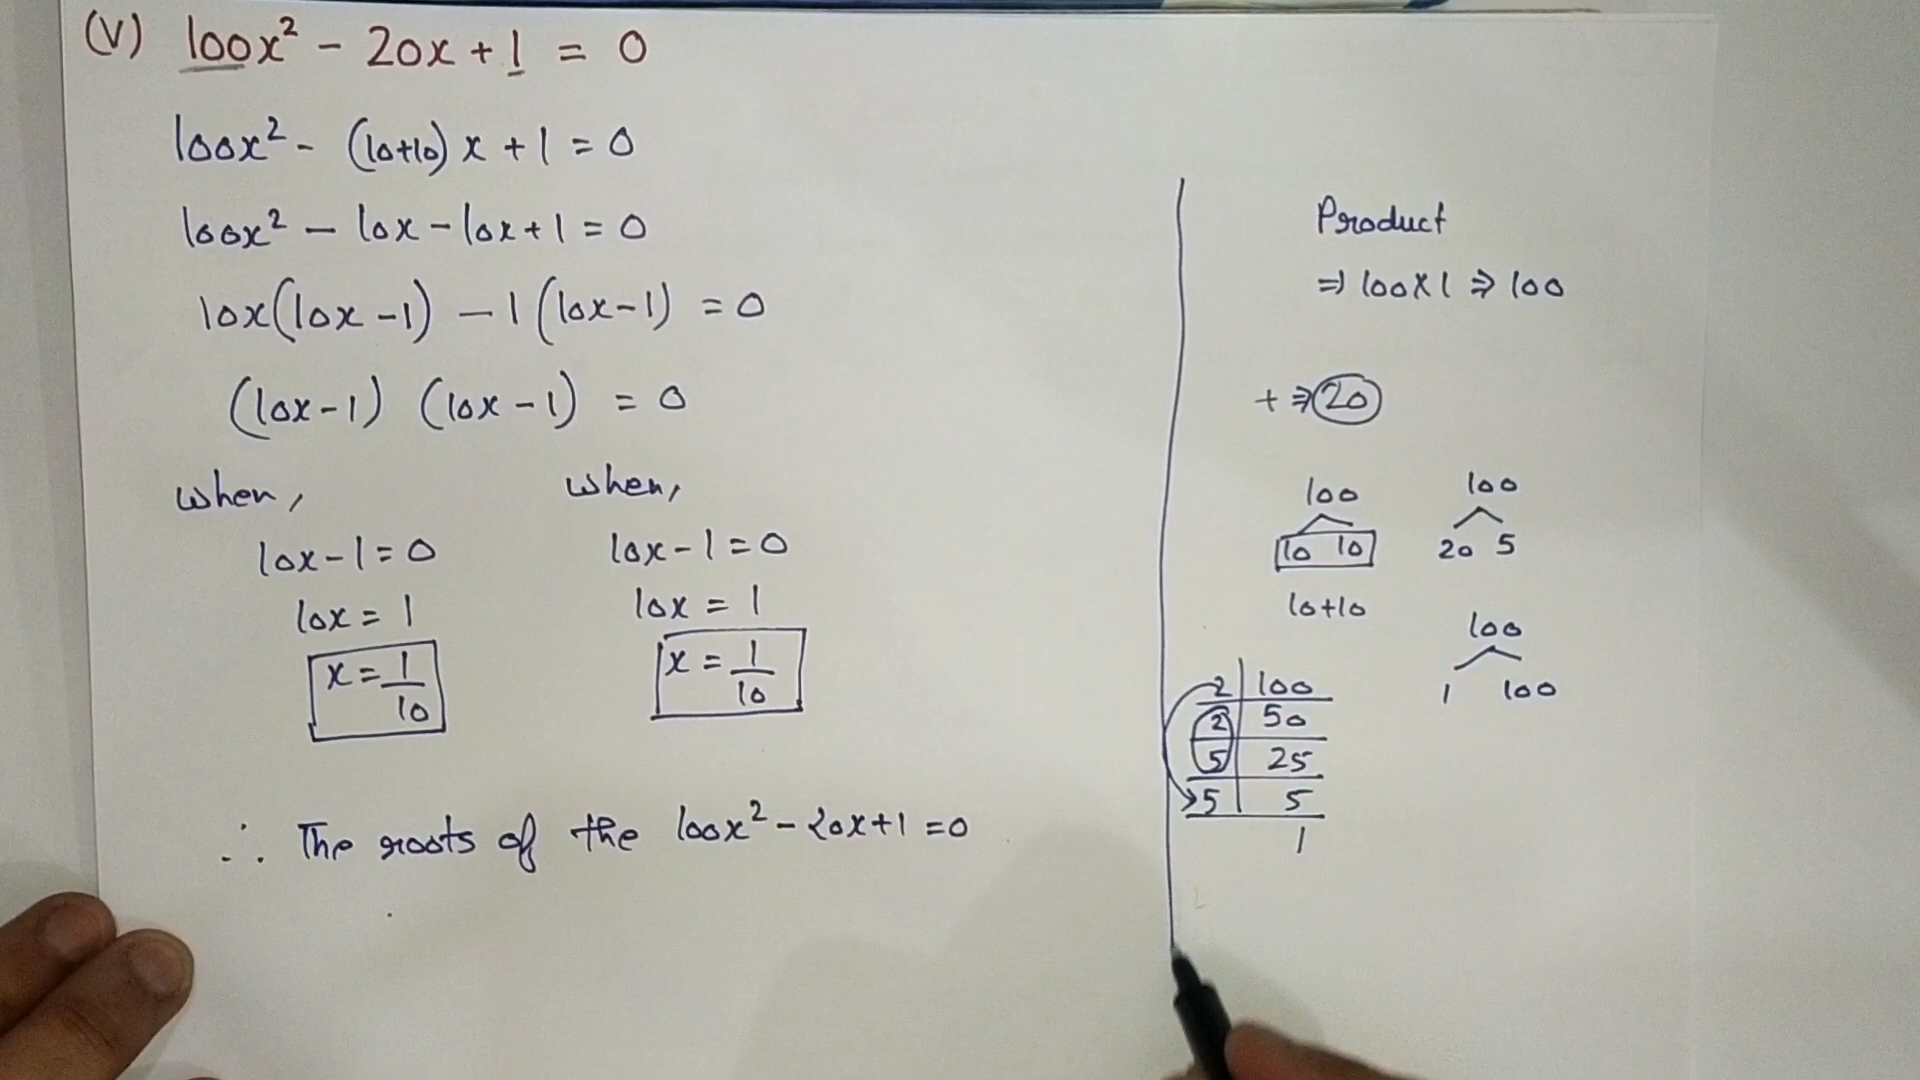 (V) 100x² - 20x + 1 = 0
100x² - (10+10) x + 1 = 0
100x² - 10x - 10x + 1 = 0
10x(10x - 1) - 1 (10x - 1) = 0
(10x - 1) (10x - 1) = 0
when, when,
10x - 1 = 0 10x - 1 = 0
10x = 1 10x = 1
x = 1/10 x = 1/10
∴ The roots of the 100x² - 20x + 1 = 0
Product
⇒ 100 x 1 ⇒ 100
+ ⇒ 20
100 100
10 10 20 5
10+10
100
1 100
2 | 100
2 | 50
5 | 25
5 | 5
1